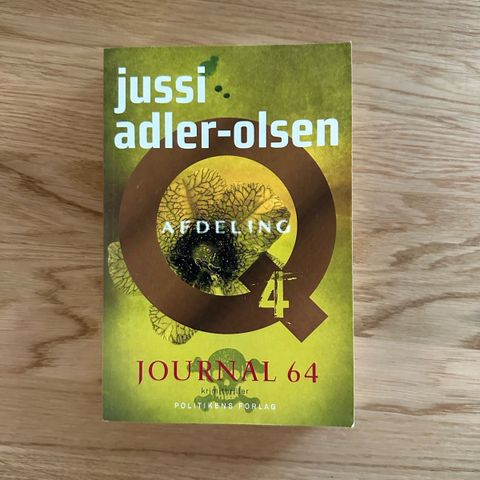 jussi
adler-olsen
AFDELING
Q
4
JOURNAL 64
krimithriller
POLITIKENS FORLAG